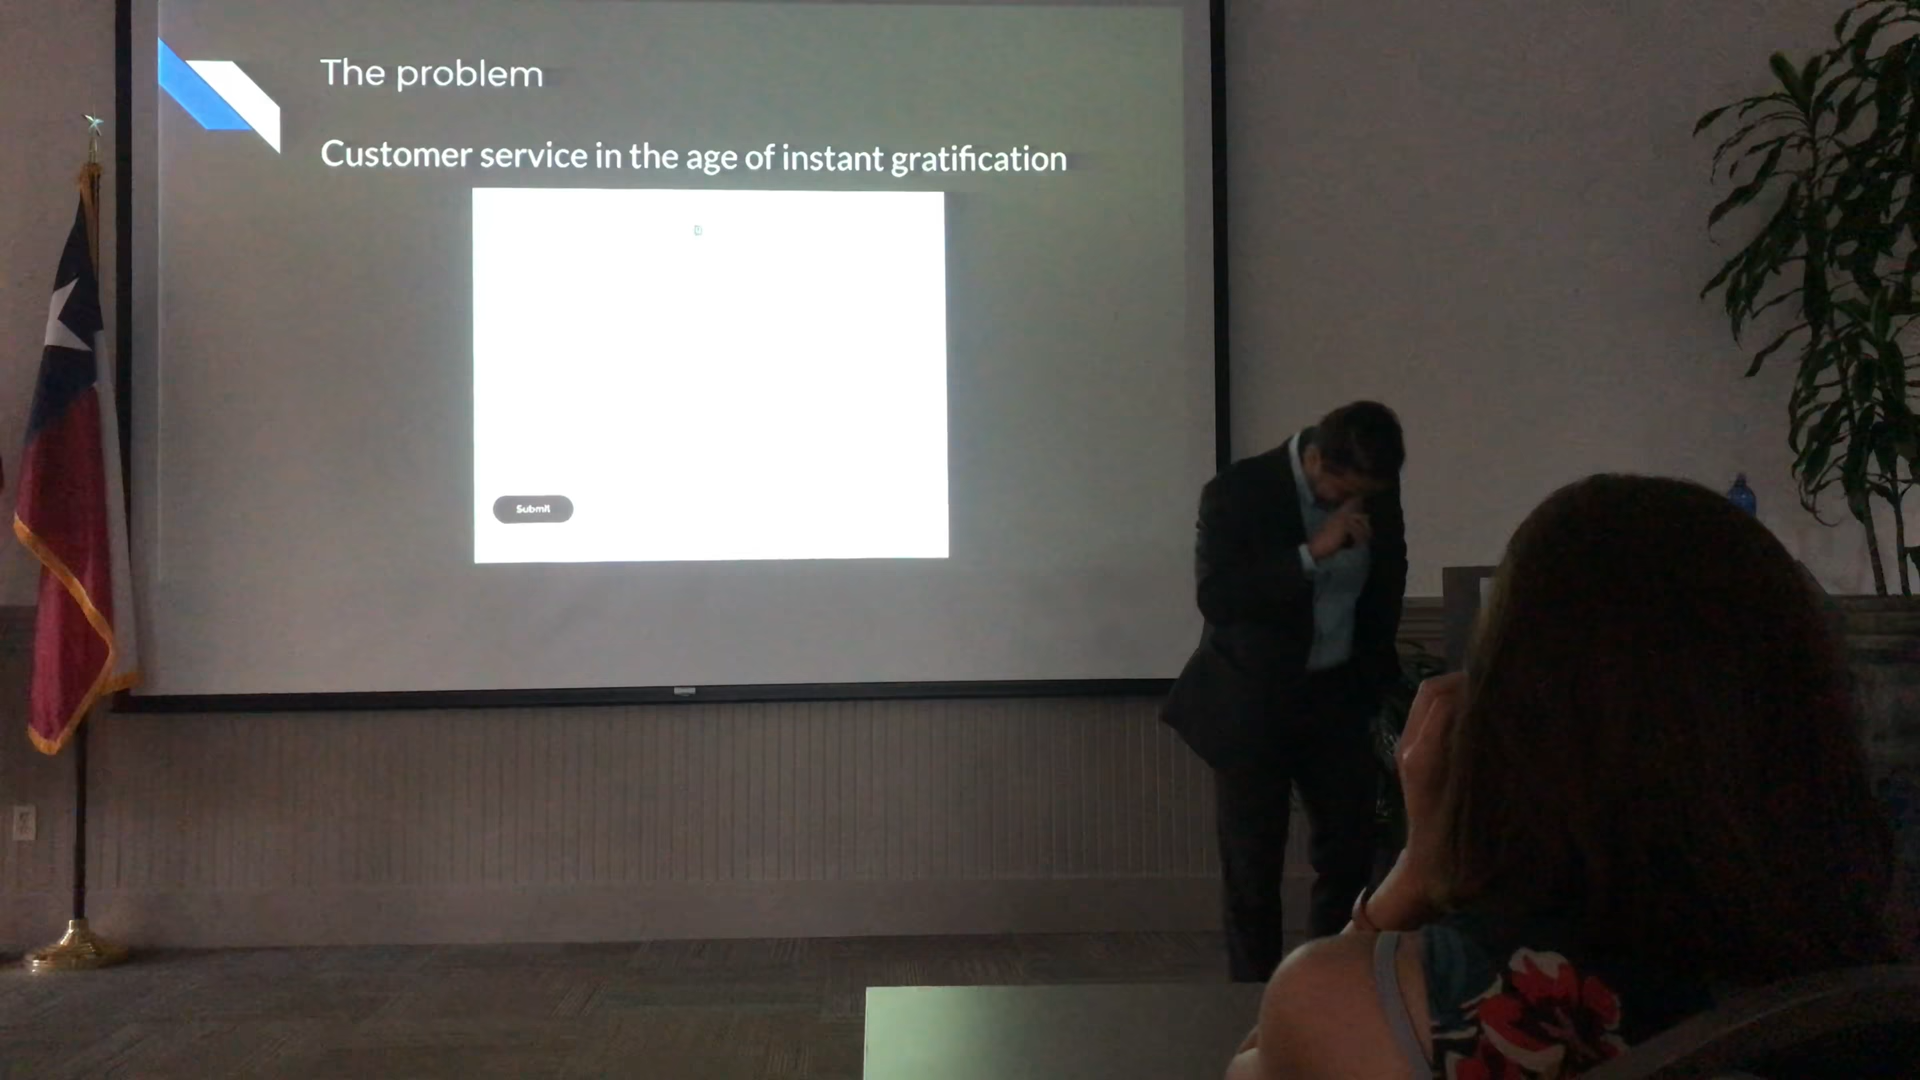 The problem
Customer service in the age of instant gratification
Submit